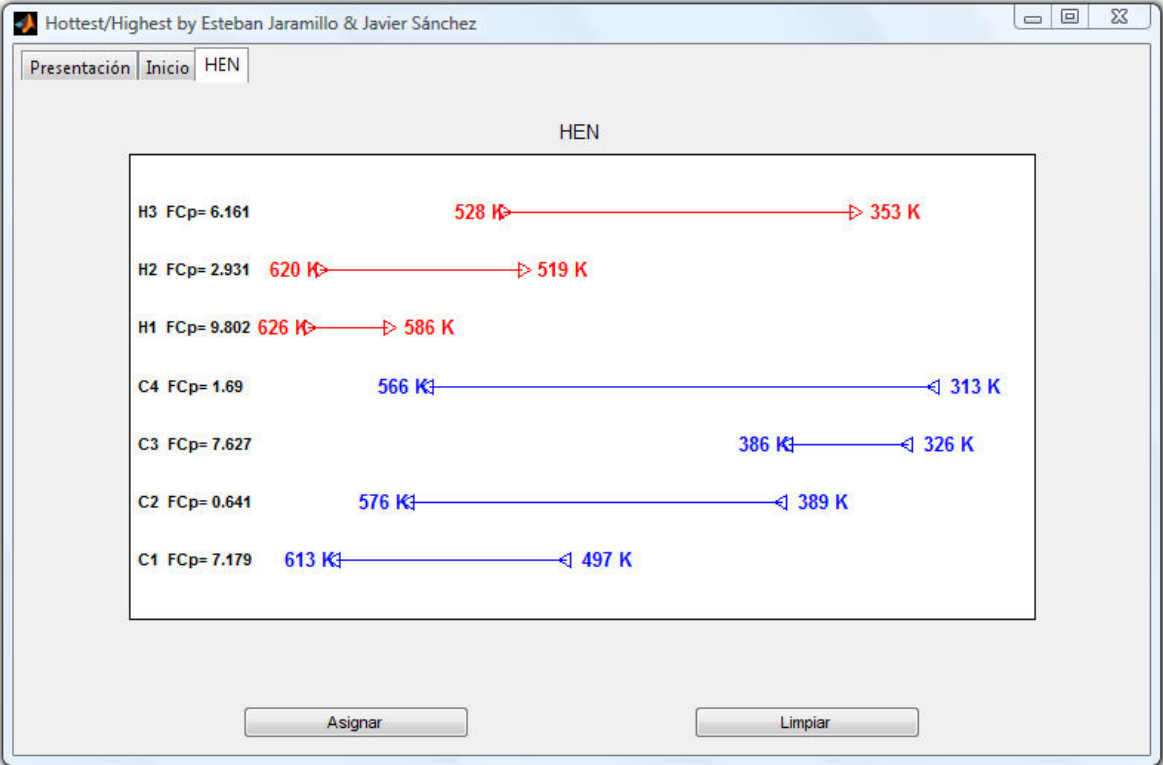 Hottest/Highest by Esteban Jaramillo & Javier Sánchez
Presentación Inicio HEN
HEN
H3 FCp= 6.161 528 K 353 K
H2 FCp= 2.931 620 K 519 K
H1 FCp= 9.802 626 K 586 K
C4 FCp= 1.69 566 K 313 K
C3 FCp= 7.627 386 K 326 K
C2 FCp= 0.641 576 K 389 K
C1 FCp= 7.179 613 K 497 K
Asignar Limpiar